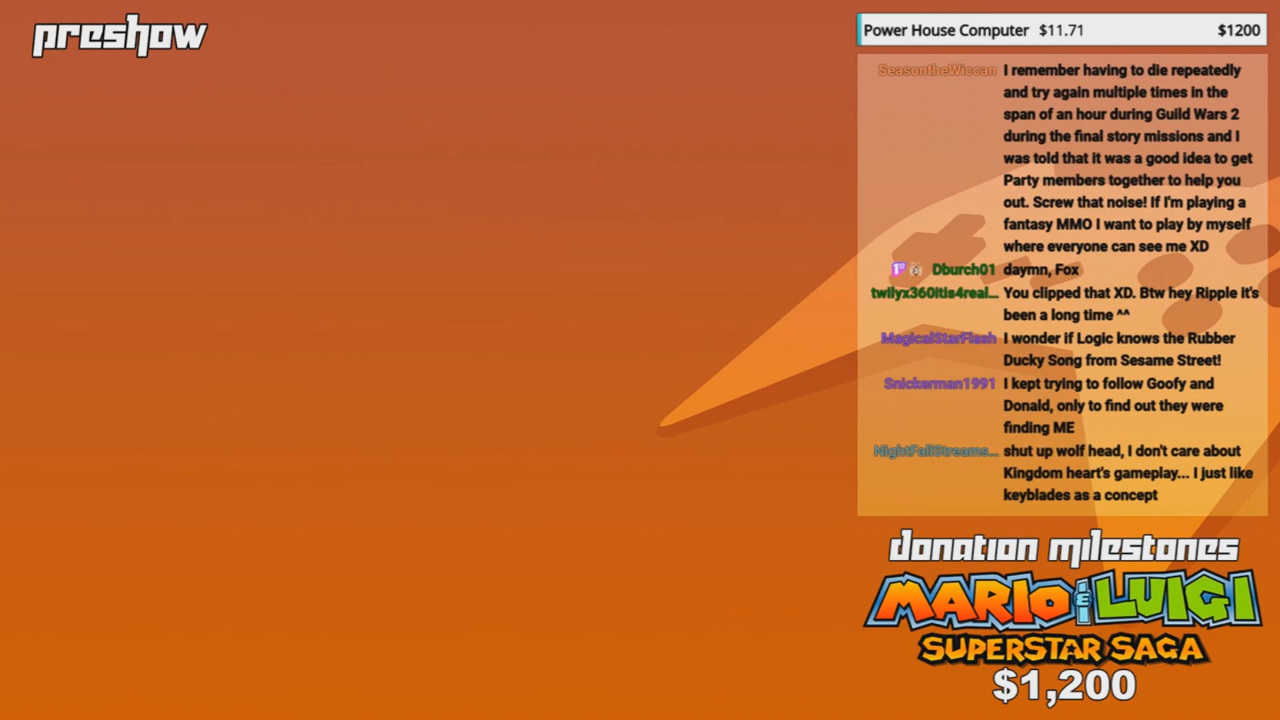 preshow
Power House Computer $11.71 $1200
SeasontheWiccan I remember having to die repeatedly
and try again multiple times in the
span of an hour during Guild Wars 2
during the final story missions and I
was told that it was a good idea to get
Party members together to help you
out. Screw that noise! If I'm playing a
fantasy MMO I want to play by myself
where everyone can see me XD
Dburch01 daymn, Fox
twilyx360itis4real... You clipped that XD. Btw hey Ripple it's
been a long time ^^
MagicalStarFlash I wonder if Logic knows the Rubber
Ducky Song from Sesame Street!
Snickerman1991 I kept trying to follow Goofy and
Donald, only to find out they were
finding ME
NightFallStreams... shut up wolf head, I don't care about
Kingdom heart's gameplay... I just like
keyblades as a concept
donation milestones
MARIO & LUIGI
SUPERSTAR SAGA
$1,200